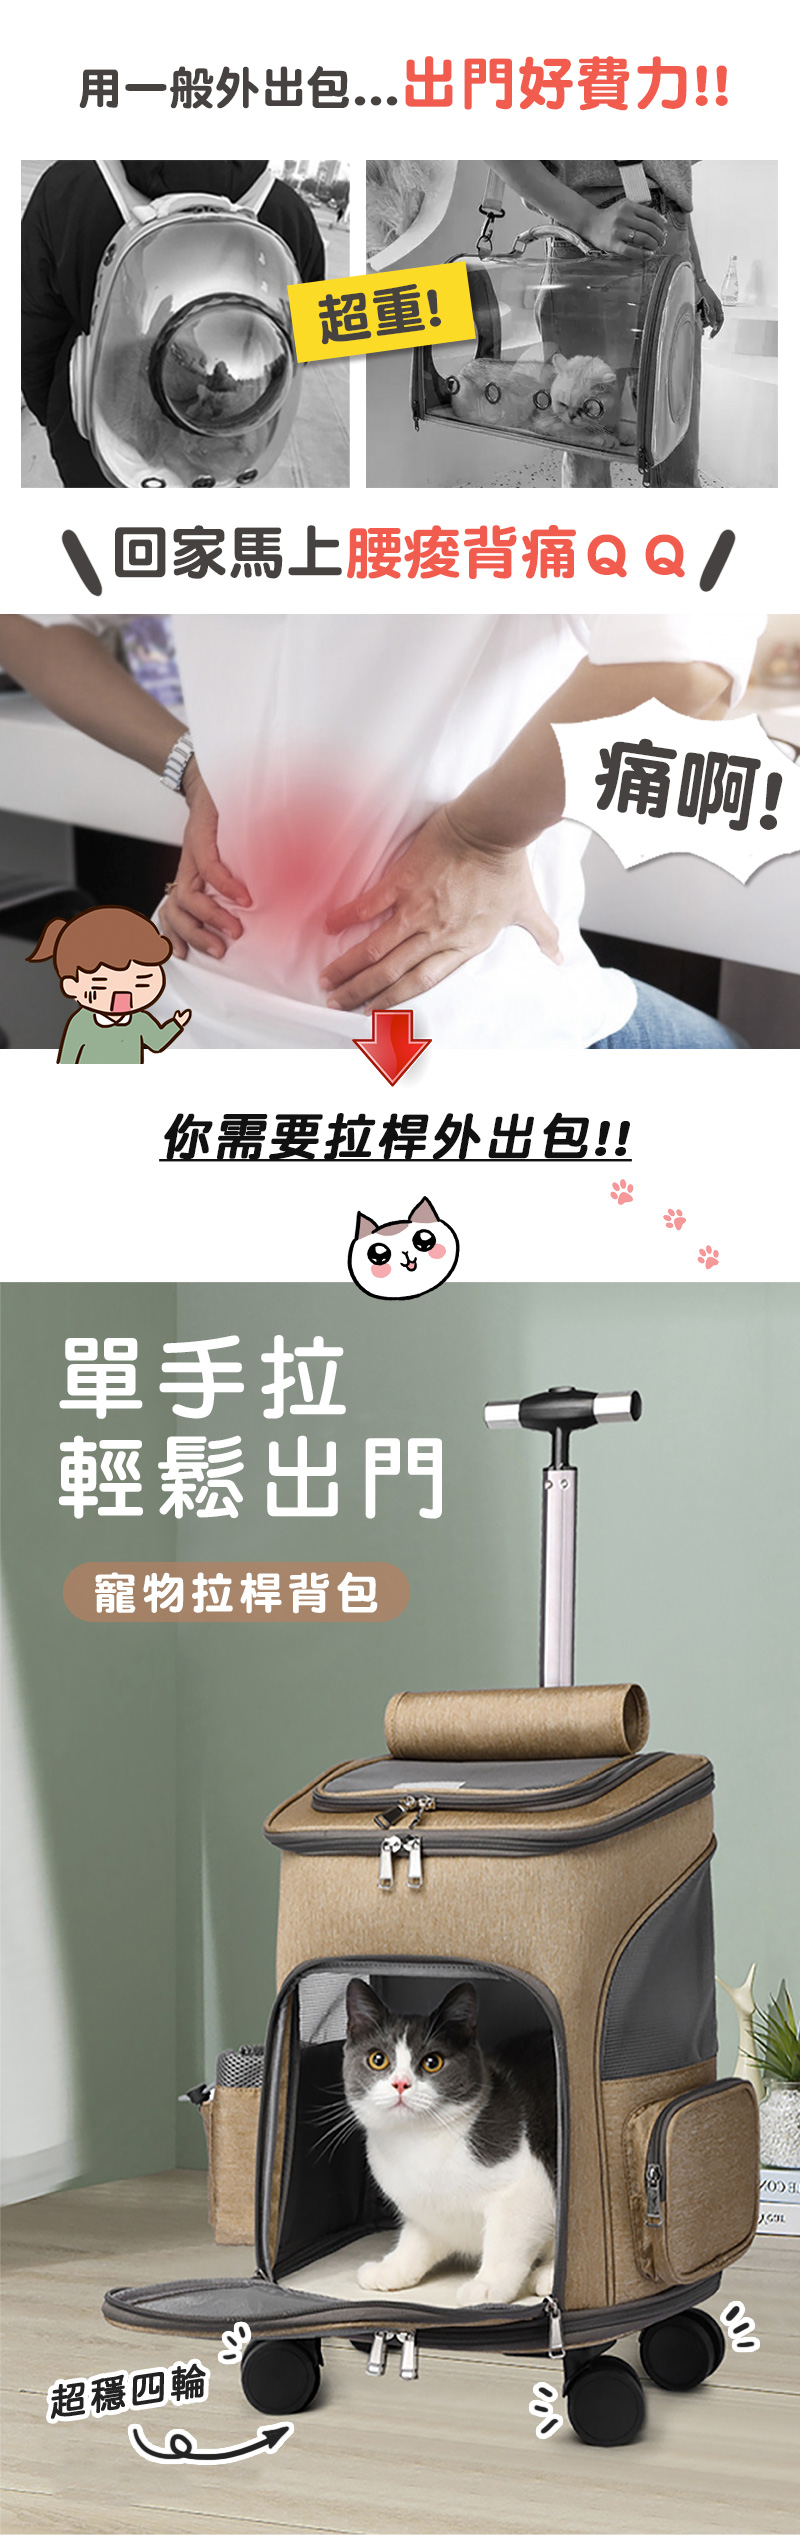 用一般外出包...出門好費力!!
超重!
回家馬上腰痠背痛QQ
痛啊!
你需要拉桿外出包!!
單手拉
輕鬆出門
寵物拉桿背包
超穩四輪